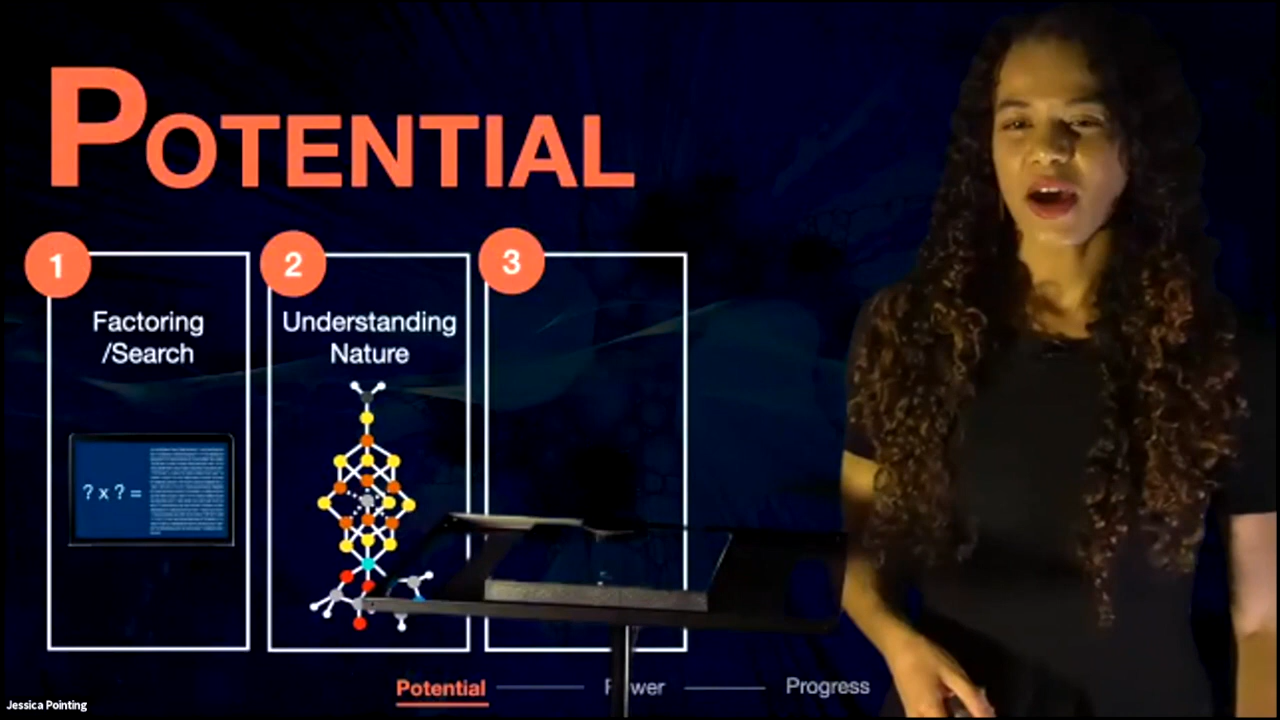 POTENTIAL
1
2
3
Factoring
/Search
Understanding
Nature
? x ? =
Potential
Progress
Jessica Pointing